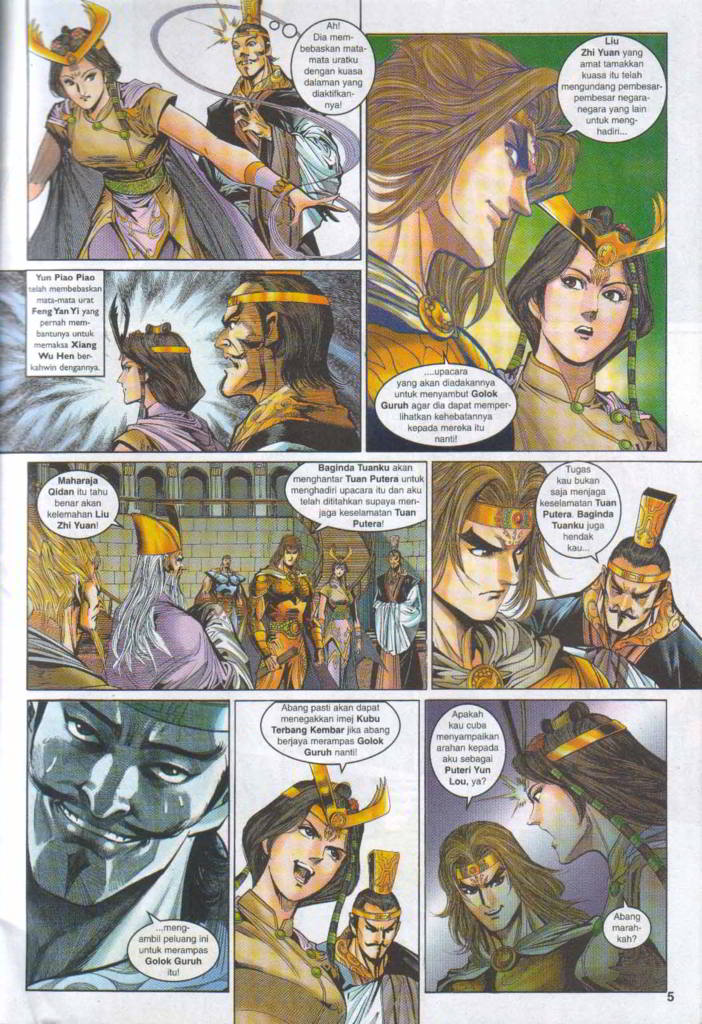 Ah!
Dia mem-
bebaskan mata-
mata uratku
dengan kuasa
dalaman yang
diaktifkan-
nya!
Liu
Zhi Yuan yang
amat tamakkan
kuasa itu telah
mengundang pembesar-
pembesar negara-
negara yang lain
untuk meng-
hadiri...
....upacara
yang akan diadakannya
untuk menyambut Golok
Guruh agar dia dapat memper-
lihatkan kehebatannya
kepada mereka itu
nanti!
Yun Piao Piao
telah membebaskan
mata-mata urat
Feng Yan Yi yang
pernah mem-
bantunya untuk
memaksa Xiang
Wu Hen ber-
kahwin dengannya.
Maharaja
Qidan itu tahu
benar akan
kelemahan Liu
Zhi Yuan!
Baginda Tuanku akan
menghantar Tuan Putera untuk
menghadiri upacara itu dan aku
telah dititahkan supaya men-
jaga keselamatan Tuan
Putera!
Tugas
kau bukan
saja menjaga
keselamatan Tuan
Putera. Baginda
Tuanku juga
hendak
kau...
...meng-
ambil peluang ini
untuk merampas
Golok Guruh
itu!
Abang pasti akan dapat
menegakkan imej Kubu
Terbang Kembar jika abang
berjaya merampas Golok
Guruh nanti!
Apakah
kau cuba
menyampaikan
arahan kepada
aku sebagai
Puteri Yun
Lou, ya?
Abang
marah-
kah?
5